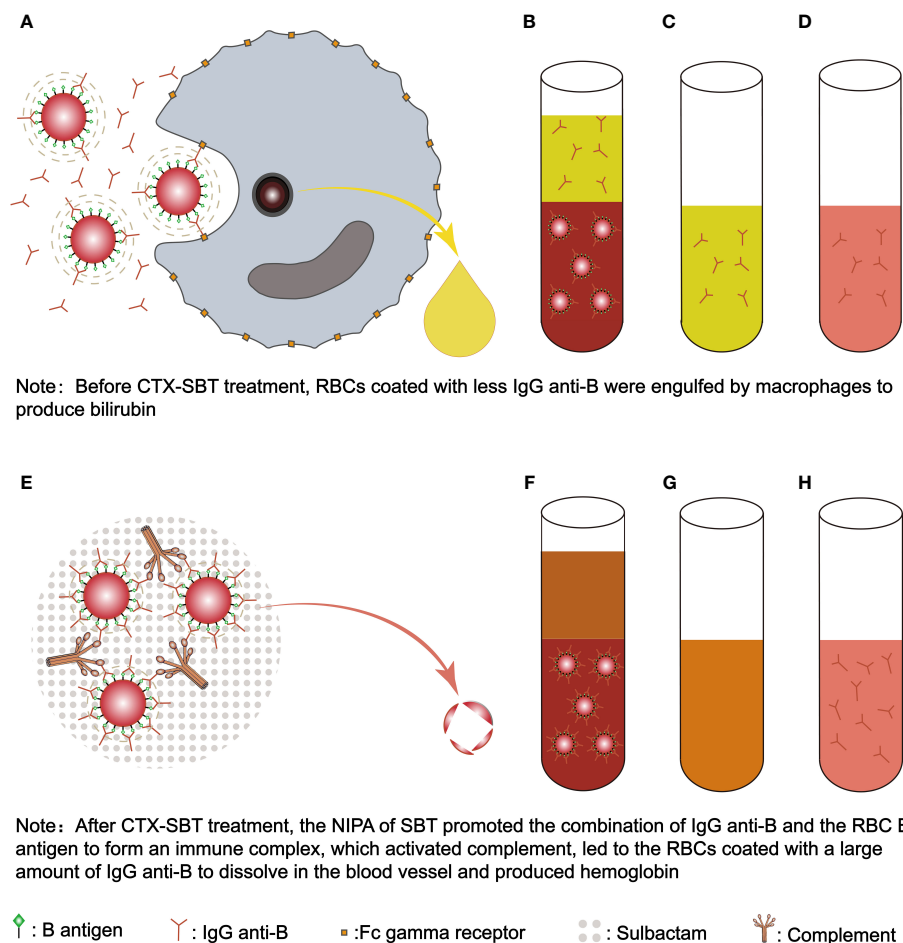 A
B
C
D
Note: Before CTX-SBT treatment, RBCs coated with less IgG anti-B were engulfed by macrophages to
produce bilirubin
E
F
G
H
Note: After CTX-SBT treatment, the NIPA of SBT promoted the combination of IgG anti-B and the RBC B
antigen to form an immune complex, which activated complement, led to the RBCs coated with a large
amount of IgG anti-B to dissolve in the blood vessel and produced hemoglobin
: B antigen
: IgG anti-B
:Fc gamma receptor
: Sulbactam
: Complement